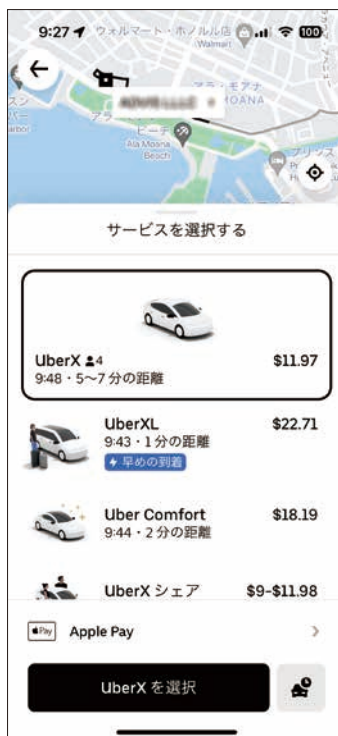 9:27
100
ウォルマート・ホノルル店
(Walmart
アラ・モアナ
MOANA
ビーチ
Ala Moana
Beach
プリンス
サービスを選択する
UberX 4
$11.97
9:48・5〜7 分の距離
UberXL
$22.71
9:43・1 分の距離
早めの到着
Uber Comfort
$18.19
9:44・2 分の距離
UberX シェア
$9-$11.98
Pay
Apple Pay
UberX を選択